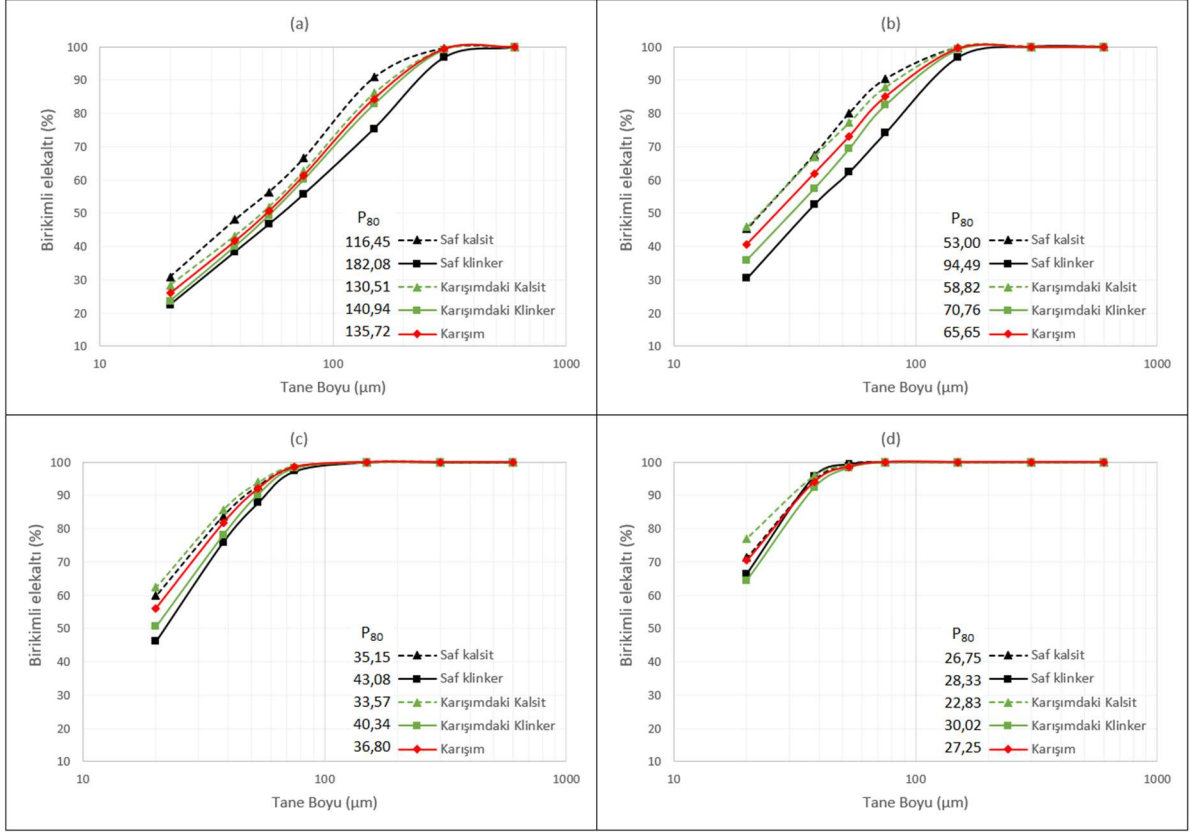 (a)
Birikimli elekaltı (%)
100
90
80
70
60
50
40
30
20
10
P80
116,45 Saf kalsit
182,08 Saf klinker
130,51 Karışımdaki Kalsit
140,94 Karışımdaki Klinker
135,72 Karışım
10 100 1000
Tane Boyu (µm)
(b)
Birikimli elekaltı (%)
100
90
80
70
60
50
40
30
20
10
P80
53,00 Saf kalsit
94,49 Saf klinker
58,82 Karışımdaki Kalsit
70,76 Karışımdaki Klinker
65,65 Karışım
10 100 1000
Tane Boyu (µm)
(c)
Birikimli elekaltı (%)
100
90
80
70
60
50
40
30
20
10
P80
35,15 Saf kalsit
43,08 Saf klinker
33,57 Karışımdaki Kalsit
40,34 Karışımdaki Klinker
36,80 Karışım
10 100 1000
Tane Boyu (µm)
(d)
Birikimli elekaltı (%)
100
90
80
70
60
50
40
30
20
10
P80
26,75 Saf kalsit
28,33 Saf klinker
22,83 Karışımdaki Kalsit
30,02 Karışımdaki Klinker
27,25 Karışım
10 100 1000
Tane Boyu (µm)